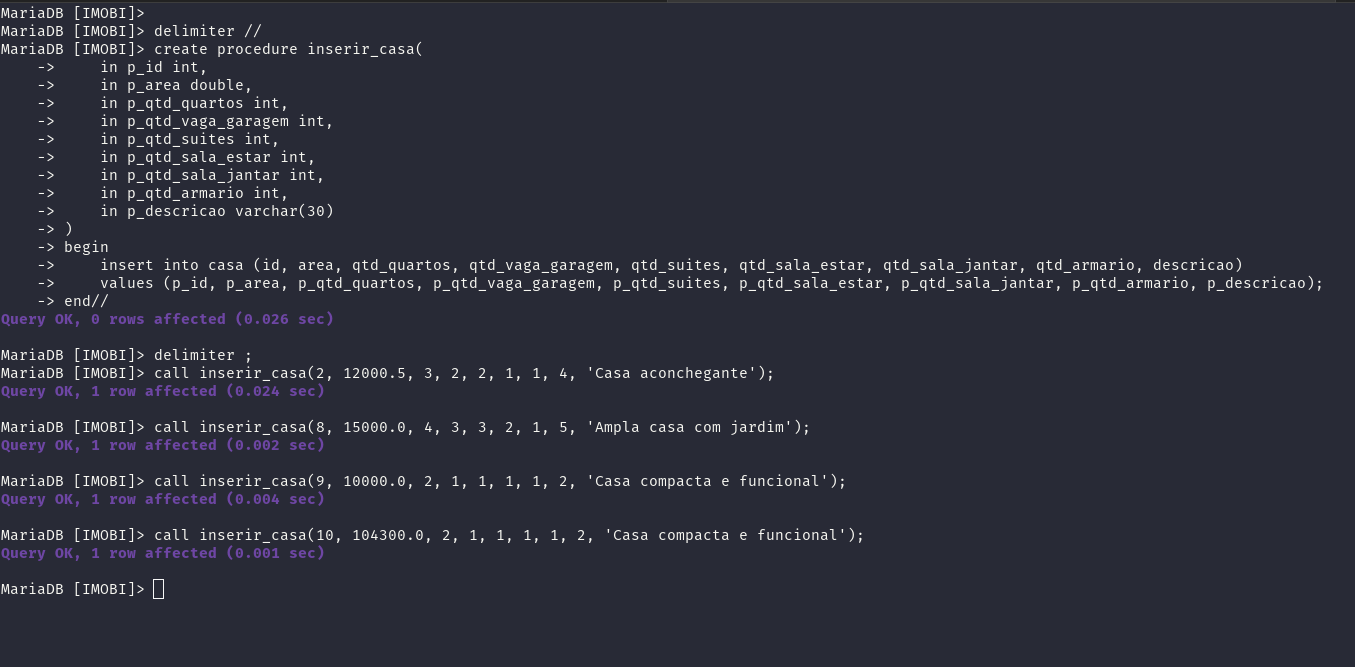 MariaDB [IMOBI]>
MariaDB [IMOBI]> delimiter //
MariaDB [IMOBI]> create procedure inserir_casa(
    ->     in p_id int,
    ->     in p_area double,
    ->     in p_qtd_quartos int,
    ->     in p_qtd_vaga_garagem int,
    ->     in p_qtd_suites int,
    ->     in p_qtd_sala_estar int,
    ->     in p_qtd_sala_jantar int,
    ->     in p_qtd_armario int,
    ->     in p_descricao varchar(30)
    -> )
    -> begin
    ->     insert into casa (id, area, qtd_quartos, qtd_vaga_garagem, qtd_suites, qtd_sala_estar, qtd_sala_jantar, qtd_armario, descricao)
    ->     values (p_id, p_area, p_qtd_quartos, p_qtd_vaga_garagem, p_qtd_suites, p_qtd_sala_estar, p_qtd_sala_jantar, p_qtd_armario, p_descricao);
    -> end//
Query OK, 0 rows affected (0.026 sec)

MariaDB [IMOBI]> delimiter ;
MariaDB [IMOBI]> call inserir_casa(2, 12000.5, 3, 2, 2, 1, 1, 4, 'Casa aconchegante');
Query OK, 1 row affected (0.024 sec)

MariaDB [IMOBI]> call inserir_casa(8, 15000.0, 4, 3, 3, 2, 1, 5, 'Ampla casa com jardim');
Query OK, 1 row affected (0.002 sec)

MariaDB [IMOBI]> call inserir_casa(9, 10000.0, 2, 1, 1, 1, 1, 2, 'Casa compacta e funcional');
Query OK, 1 row affected (0.004 sec)

MariaDB [IMOBI]> call inserir_casa(10, 104300.0, 2, 1, 1, 1, 1, 2, 'Casa compacta e funcional');
Query OK, 1 row affected (0.001 sec)

MariaDB [IMOBI]>